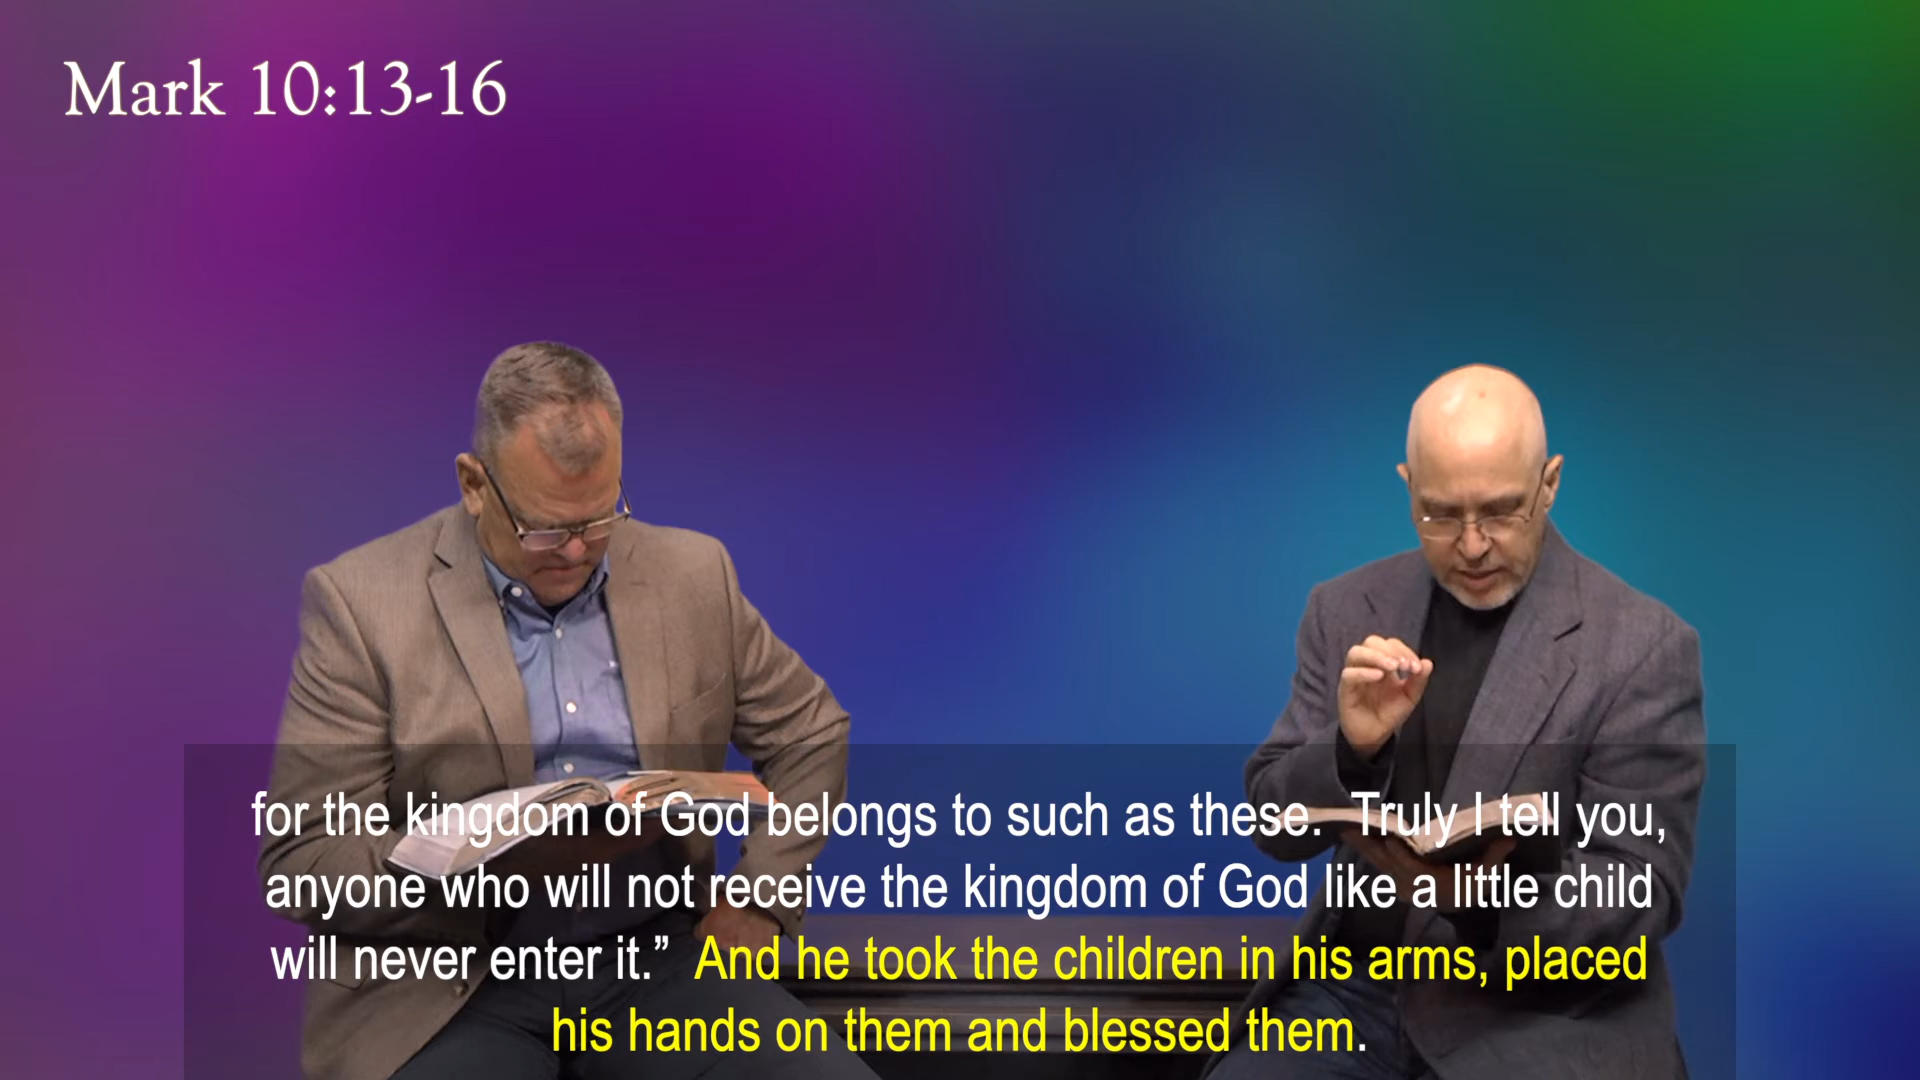 Mark 10:13-16
for the kingdom of God belongs to such as these.  Truly I tell you,
anyone who will not receive the kingdom of God like a little child
will never enter it.”  And he took the children in his arms, placed
his hands on them and blessed them.